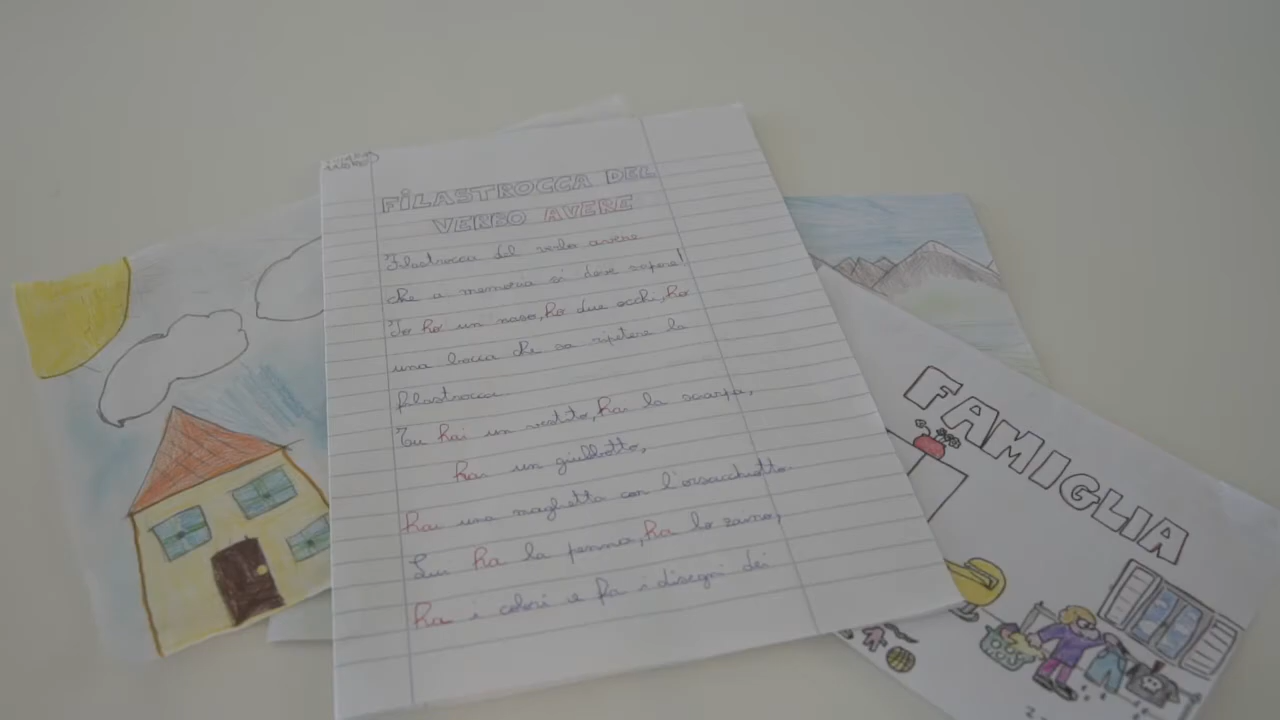 FILASTROCCA DEL
VERBO AVERE
Filastrocca del verbo avere
che a memoria si deve sapere!
Io ho un naso, ho due occhi, ho
una bocca che sa ripetere la
filastrocca.
Tu hai un vestito, hai la sciarpa,
hai un giubbotto,
hai una maglietta con l'orsacchiotto.
Lui ha la penna, ha lo zaino,
ha i colori e fa i disegni dei
FAMIGLIA